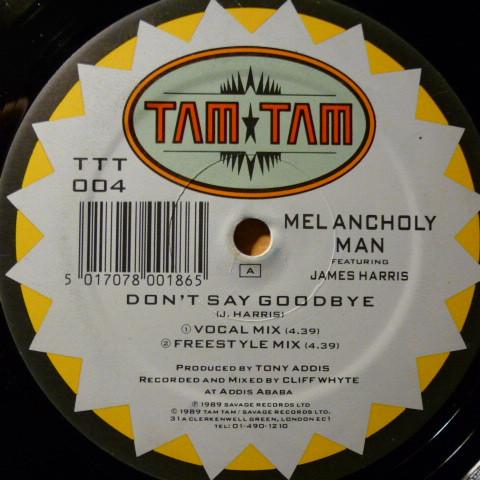 TAM★TAM
TTT
004
5 017078 001865
MEL ANCHOLY
MAN
FEATURING
JAMES HARRIS
A
DON'T SAY GOODBYE
(J. HARRIS)
① VOCAL MIX (4.39)
② FREESTYLE MIX (4.39)
PRODUCED BY TONY ADDIS
RECORDED AND MIXED BY CLIFF WHYTE
AT ADDIS ABABA
℗ 1989 SAVAGE RECORDS LTD
© 1989 TAM TAM / SAVAGE RECORDS LTD.
31A CLERKENWELL GREEN, LONDON EC1
TEL: 01-490-1210